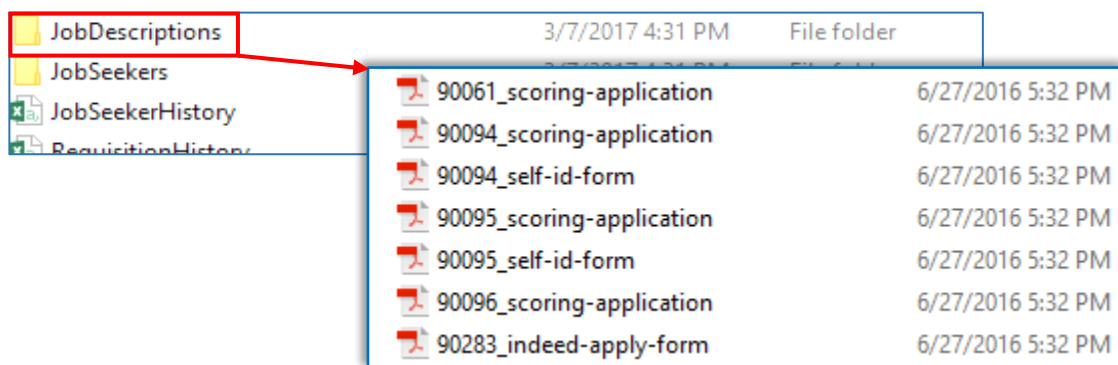 JobDescriptions 3/7/2017 4:31 PM File folder
JobSeekers
JobSeekerHistory
RequisitionHistory
90061_scoring-application 6/27/2016 5:32 PM
90094_scoring-application 6/27/2016 5:32 PM
90094_self-id-form 6/27/2016 5:32 PM
90095_scoring-application 6/27/2016 5:32 PM
90095_self-id-form 6/27/2016 5:32 PM
90096_scoring-application 6/27/2016 5:32 PM
90283_indeed-apply-form 6/27/2016 5:32 PM